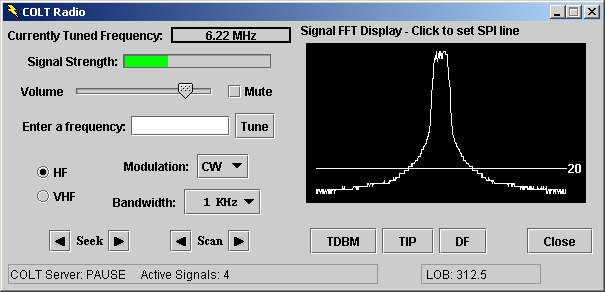 COLT Radio
Currently Tuned Frequency: 6.22 MHz
Signal FFT Display - Click to set SPI line
Signal Strength:
Volume Mute
Enter a frequency: Tune
HF
VHF
Modulation: CW
Bandwidth: 1 KHz
20
Seek Scan
TDBM TIP DF Close
COLT Server: PAUSE Active Signals: 4 LOB: 312.5